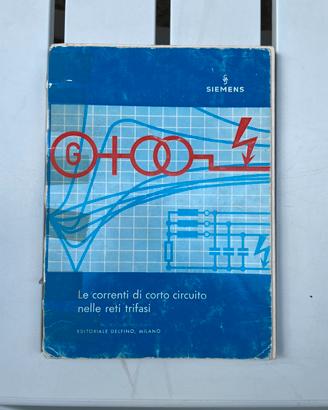 SIEMENS
G
Le correnti di corto circuito
nelle reti trifasi
EDITORIALE DELFINO, MILANO